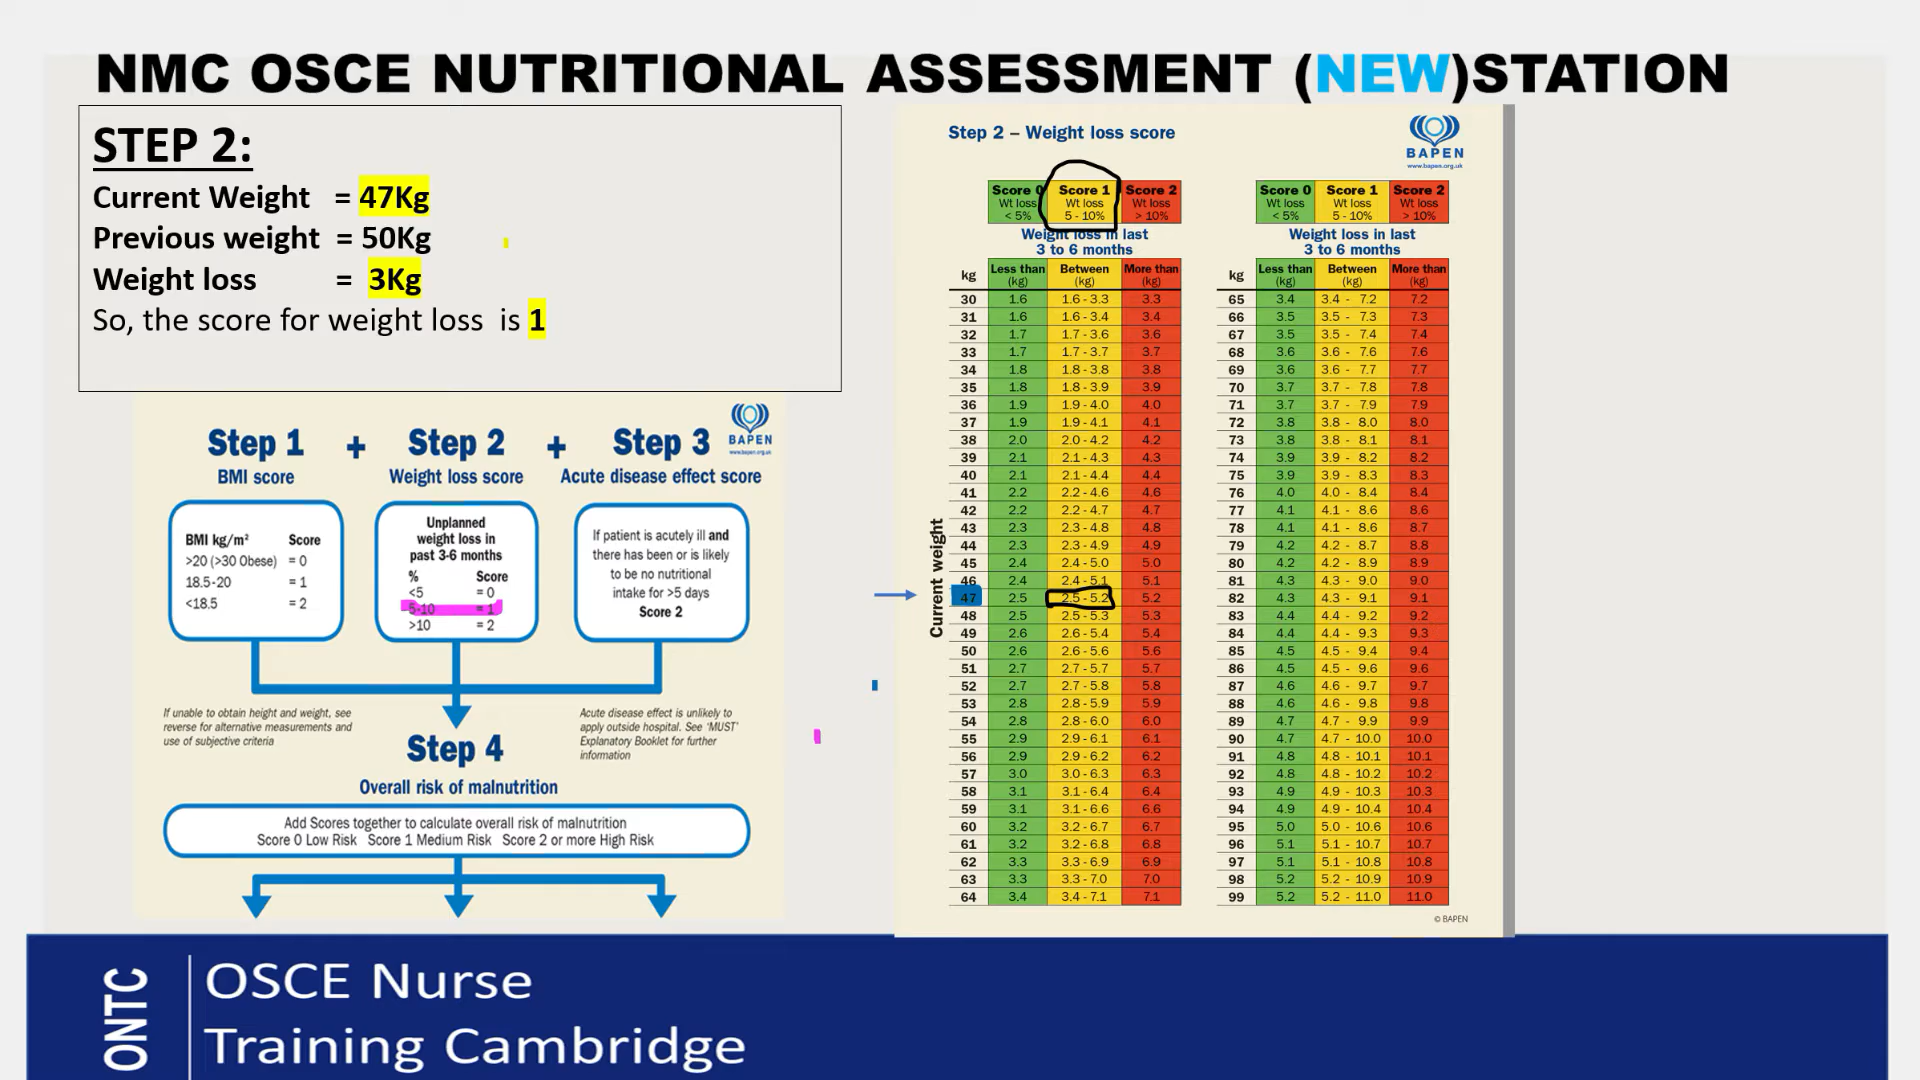 NMC OSCE NUTRITIONAL ASSESSMENT (NEW)STATION
STEP 2:
Current Weight = 47Kg
Previous weight = 50Kg
Weight loss = 3Kg
So, the score for weight loss is 1
BAPEN
www.bapen.org.uk
Step 1 + Step 2 + Step 3
BMI score Weight loss score Acute disease effect score
BMI kg/m² Score
>20 (>30 Obese) = 0
18.5-20 = 1
<18.5 = 2
Unplanned
weight loss in
past 3-6 months
% Score
<5 = 0
5-10 = 1
>10 = 2
If patient is acutely ill and
there has been or is likely
to be no nutritional
intake for >5 days
Score 2
If unable to obtain height and weight, see
reverse for alternative measurements and
use of subjective criteria
Acute disease effect is unlikely to
apply outside hospital. See ‘MUST’
Explanatory Booklet for further
information
Step 4
Overall risk of malnutrition
Add Scores together to calculate overall risk of malnutrition
Score 0 Low Risk Score 1 Medium Risk Score 2 or more High Risk
Step 2 – Weight loss score
BAPEN
www.bapen.org.uk
Score 0 Score 1 Score 2
Wt loss Wt loss Wt loss
< 5% 5 - 10% > 10%
Weight loss in last
3 to 6 months
kg Less than (kg) Between (kg) More than (kg)
Current weight
30 1.6 1.6 - 3.3 3.3
31 1.6 1.6 - 3.4 3.4
32 1.7 1.7 - 3.6 3.6
33 1.7 1.7 - 3.7 3.7
34 1.8 1.8 - 3.8 3.8
35 1.8 1.8 - 3.9 3.9
36 1.9 1.9 - 4.0 4.0
37 1.9 1.9 - 4.1 4.1
38 2.0 2.0 - 4.2 4.2
39 2.1 2.1 - 4.3 4.3
40 2.1 2.1 - 4.4 4.4
41 2.2 2.2 - 4.6 4.6
42 2.2 2.2 - 4.7 4.7
43 2.3 2.3 - 4.8 4.8
44 2.3 2.3 - 4.9 4.9
45 2.4 2.4 - 5.0 5.0
46 2.4 2.4 - 5.1 5.1
47 2.5 2.5 - 5.2 5.2
48 2.5 2.5 - 5.3 5.3
49 2.6 2.6 - 5.4 5.4
50 2.6 2.6 - 5.6 5.6
51 2.7 2.7 - 5.7 5.7
52 2.7 2.7 - 5.8 5.8
53 2.8 2.8 - 5.9 5.9
54 2.8 2.8 - 6.0 6.0
55 2.9 2.9 - 6.1 6.1
56 2.9 2.9 - 6.2 6.2
57 3.0 3.0 - 6.3 6.3
58 3.1 3.1 - 6.4 6.4
59 3.1 3.1 - 6.6 6.6
60 3.2 3.2 - 6.7 6.7
61 3.2 3.2 - 6.8 6.8
62 3.3 3.3 - 6.9 6.9
63 3.3 3.3 - 7.0 7.0
64 3.4 3.4 - 7.1 7.1
Score 0 Score 1 Score 2
Wt loss Wt loss Wt loss
< 5% 5 - 10% > 10%
Weight loss in last
3 to 6 months
kg Less than (kg) Between (kg) More than (kg)
65 3.4 3.4 - 7.2 7.2
66 3.5 3.5 - 7.3 7.3
67 3.5 3.5 - 7.4 7.4
68 3.6 3.6 - 7.6 7.6
69 3.6 3.6 - 7.7 7.7
70 3.7 3.7 - 7.8 7.8
71 3.7 3.7 - 7.9 7.9
72 3.8 3.8 - 8.0 8.0
73 3.8 3.8 - 8.1 8.1
74 3.9 3.9 - 8.2 8.2
75 3.9 3.9 - 8.3 8.3
76 4.0 4.0 - 8.4 8.4
77 4.1 4.1 - 8.6 8.6
78 4.1 4.1 - 8.6 8.7
79 4.2 4.2 - 8.7 8.8
80 4.2 4.2 - 8.9 8.9
81 4.3 4.3 - 9.0 9.0
82 4.3 4.3 - 9.1 9.1
83 4.4 4.4 - 9.2 9.2
84 4.4 4.4 - 9.3 9.3
85 4.5 4.5 - 9.4 9.4
86 4.5 4.5 - 9.6 9.6
87 4.6 4.6 - 9.7 9.7
88 4.6 4.6 - 9.8 9.8
89 4.7 4.7 - 9.9 9.9
90 4.7 4.7 - 10.0 10.0
91 4.8 4.8 - 10.1 10.1
92 4.8 4.8 - 10.2 10.2
93 4.9 4.9 - 10.3 10.3
94 4.9 4.9 - 10.4 10.4
95 5.0 5.0 - 10.6 10.6
96 5.1 5.1 - 10.7 10.7
97 5.1 5.1 - 10.8 10.8
98 5.2 5.2 - 10.9 10.9
99 5.2 5.2 - 11.0 11.0
© BAPEN
ONTC
OSCE Nurse
Training Cambridge